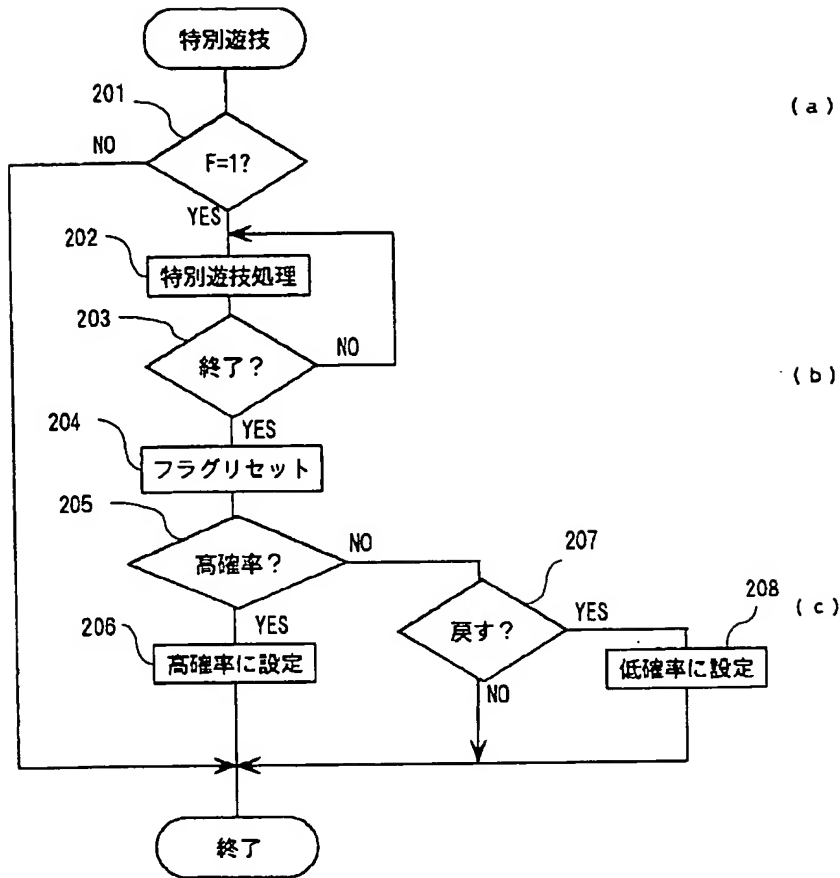 特別遊技
201
(a)
NO
F=1?
YES
202
特別遊技処理
203
終了?
NO
(b)
204
YES
フラグリセット
205
高確率?
NO
207
208
(c)
206
YES
戻す?
YES
高確率に設定
低確率に設定
NO
終了